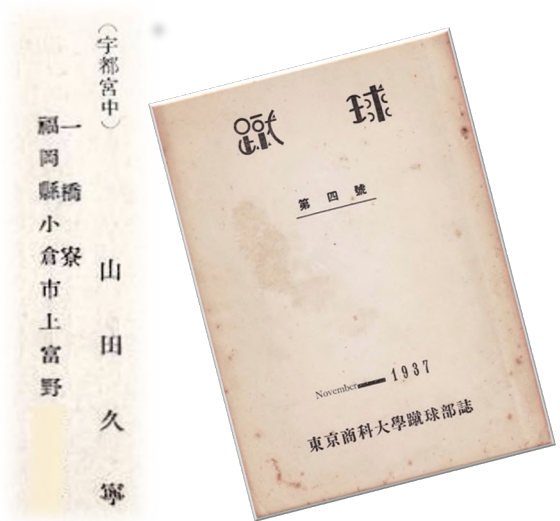 (宇都宮中)
山田久寧
一橋寮
福岡縣小倉市上富野
蹴球
第四號
November 1937
東京商科大學蹴球部誌